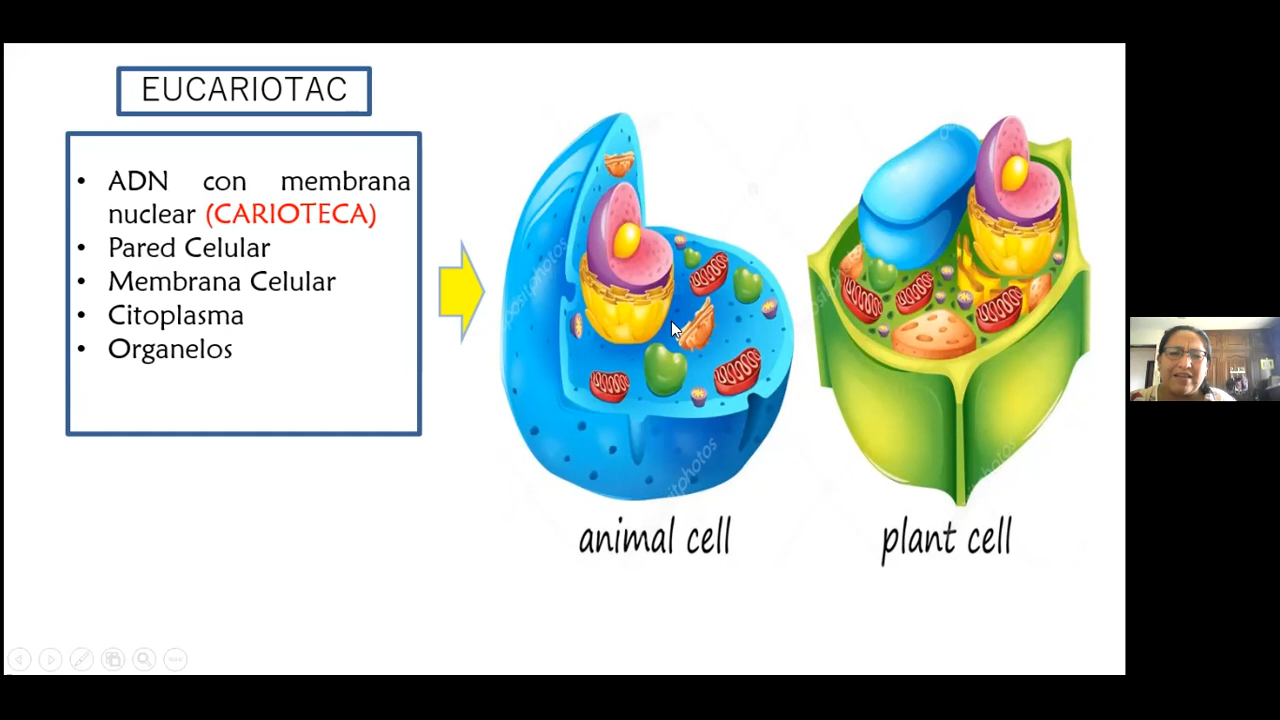 EUCARIOTAC
• ADN con membrana
nuclear (CARIOTECA)
• Pared Celular
• Membrana Celular
• Citoplasma
• Organelos
animal cell
plant cell